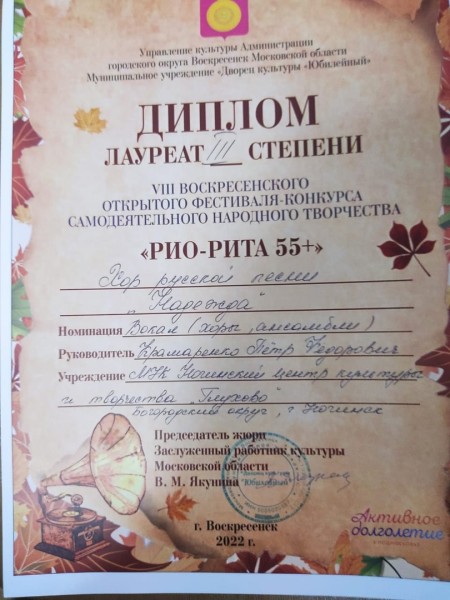 Управление культуры Администрации
городского округа Воскресенск Московской области
Муниципальное учреждение «Дворец культуры «Юбилейный»
ДИПЛОМ
ЛАУРЕАТ III СТЕПЕНИ
VIII ВОСКРЕСЕНСКОГО
ОТКРЫТОГО ФЕСТИВАЛЯ-КОНКУРСА
САМОДЕЯТЕЛЬНОГО НАРОДНОГО ТВОРЧЕСТВА
«РИО-РИТА 55+»
Хор русской песни
„Надежда"
Номинация Вокал (хоры, ансамбли)
Руководитель Крамаренко Пётр Федорович
Учреждение МУК Ногинский центр культуры
и творчества „Глухово"
Богородский округ, г. Ногинск
Председатель жюри
Заслуженный работник культуры
Московской области
В. М. Якунина
"Юбилейный"
г. Воскресенск
2022 г.
Активное
долголетие